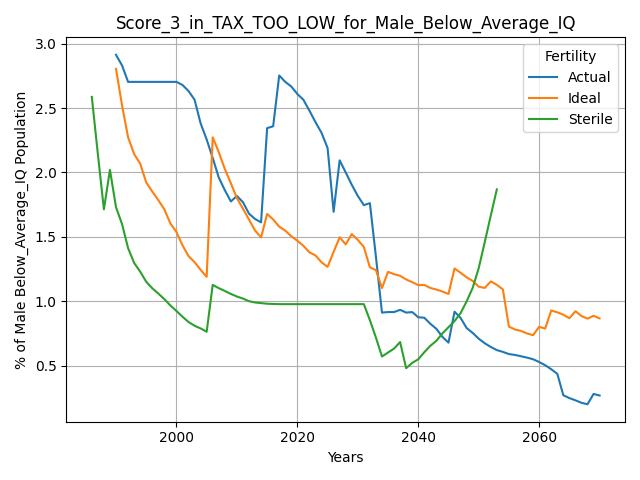 Score_3_in_TAX_TOO_LOW_for_Male_Below_Average_IQ
% of Male Below_Average_IQ Population
3.0
2.5
2.0
1.5
1.0
0.5
Fertility
Actual
Ideal
Sterile
2000
2020
2040
2060
Years